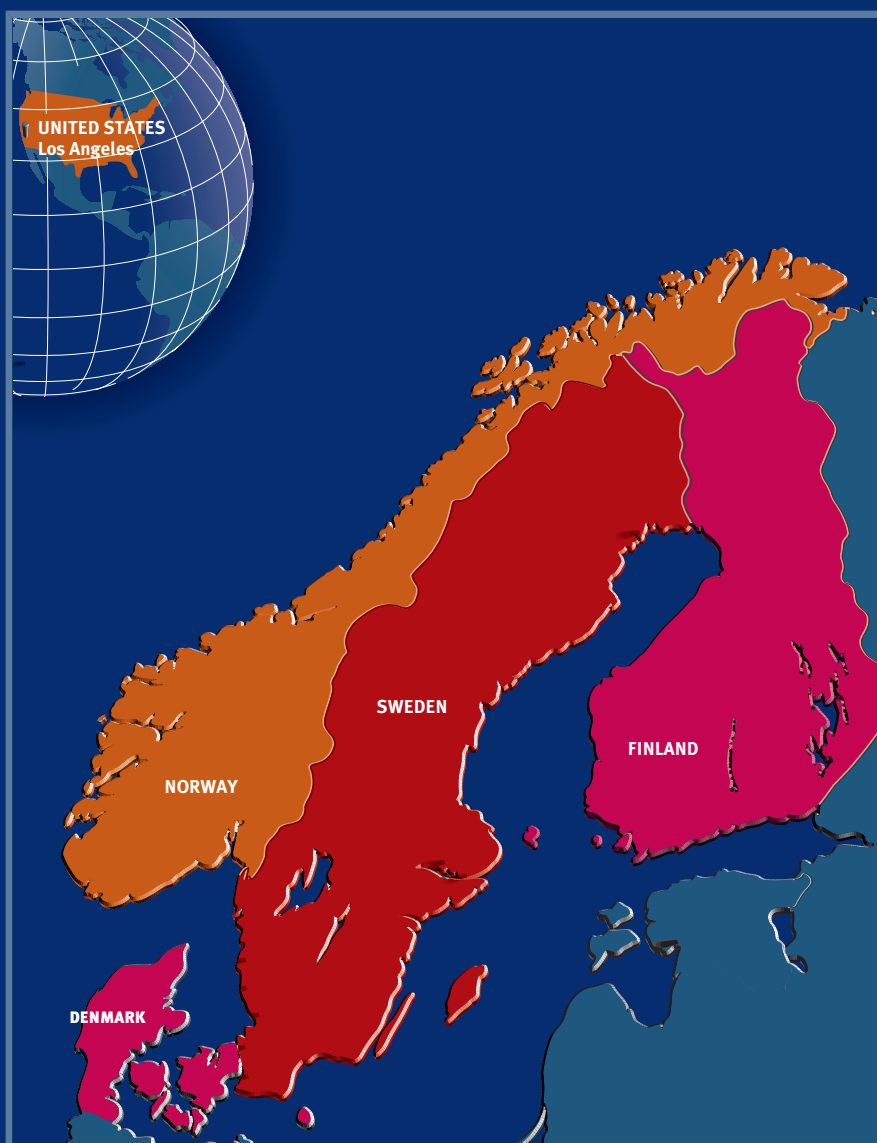 UNITED STATES
Los Angeles
SWEDEN
FINLAND
NORWAY
DENMARK